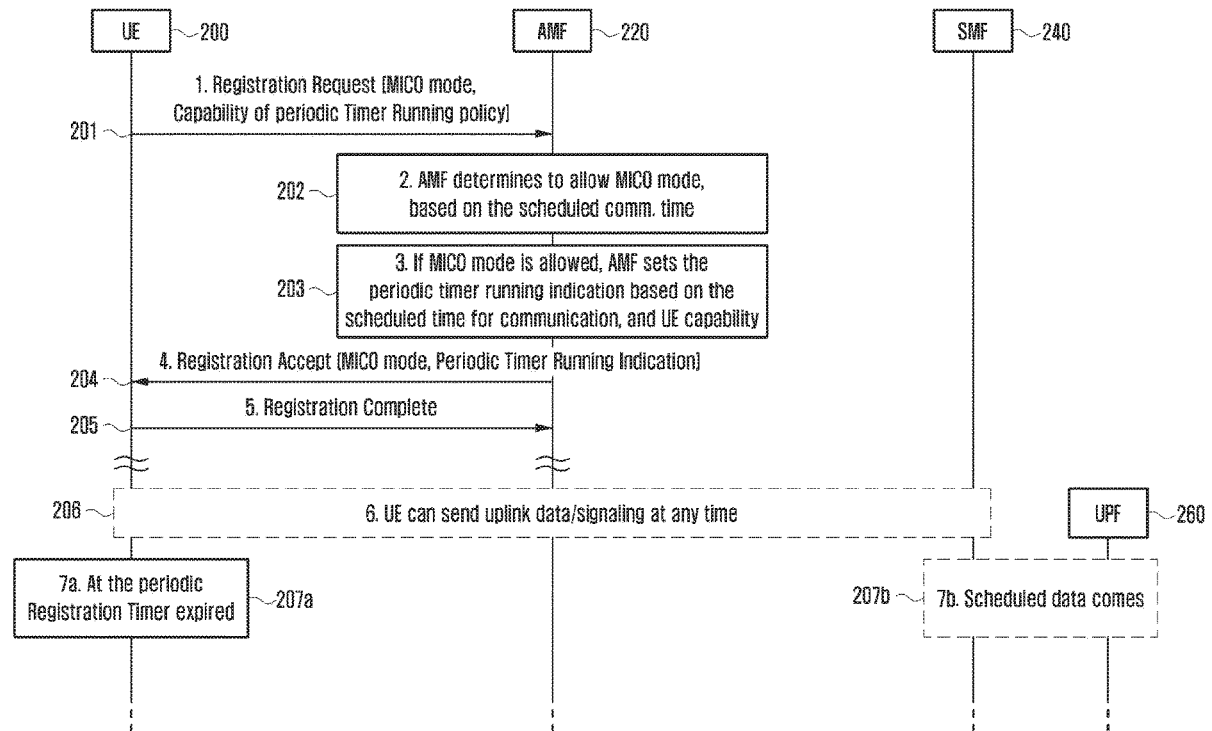 UE 200
AMF 220
SMF 240
1. Registration Request [MICO mode,
Capability of periodic Timer Running policy]
201
202
2. AMF determines to allow MICO mode,
based on the scheduled comm. time
203
3. If MICO mode is allowed, AMF sets the
periodic timer running indication based on the
scheduled time for communication, and UE capability
4. Registration Accept [MICO mode, Periodic Timer Running Indication]
204
5. Registration Complete
205
206
6. UE can send uplink data/signaling at any time
UPF 260
7a. At the periodic
Registration Timer expired
207a
207b
7b. Scheduled data comes